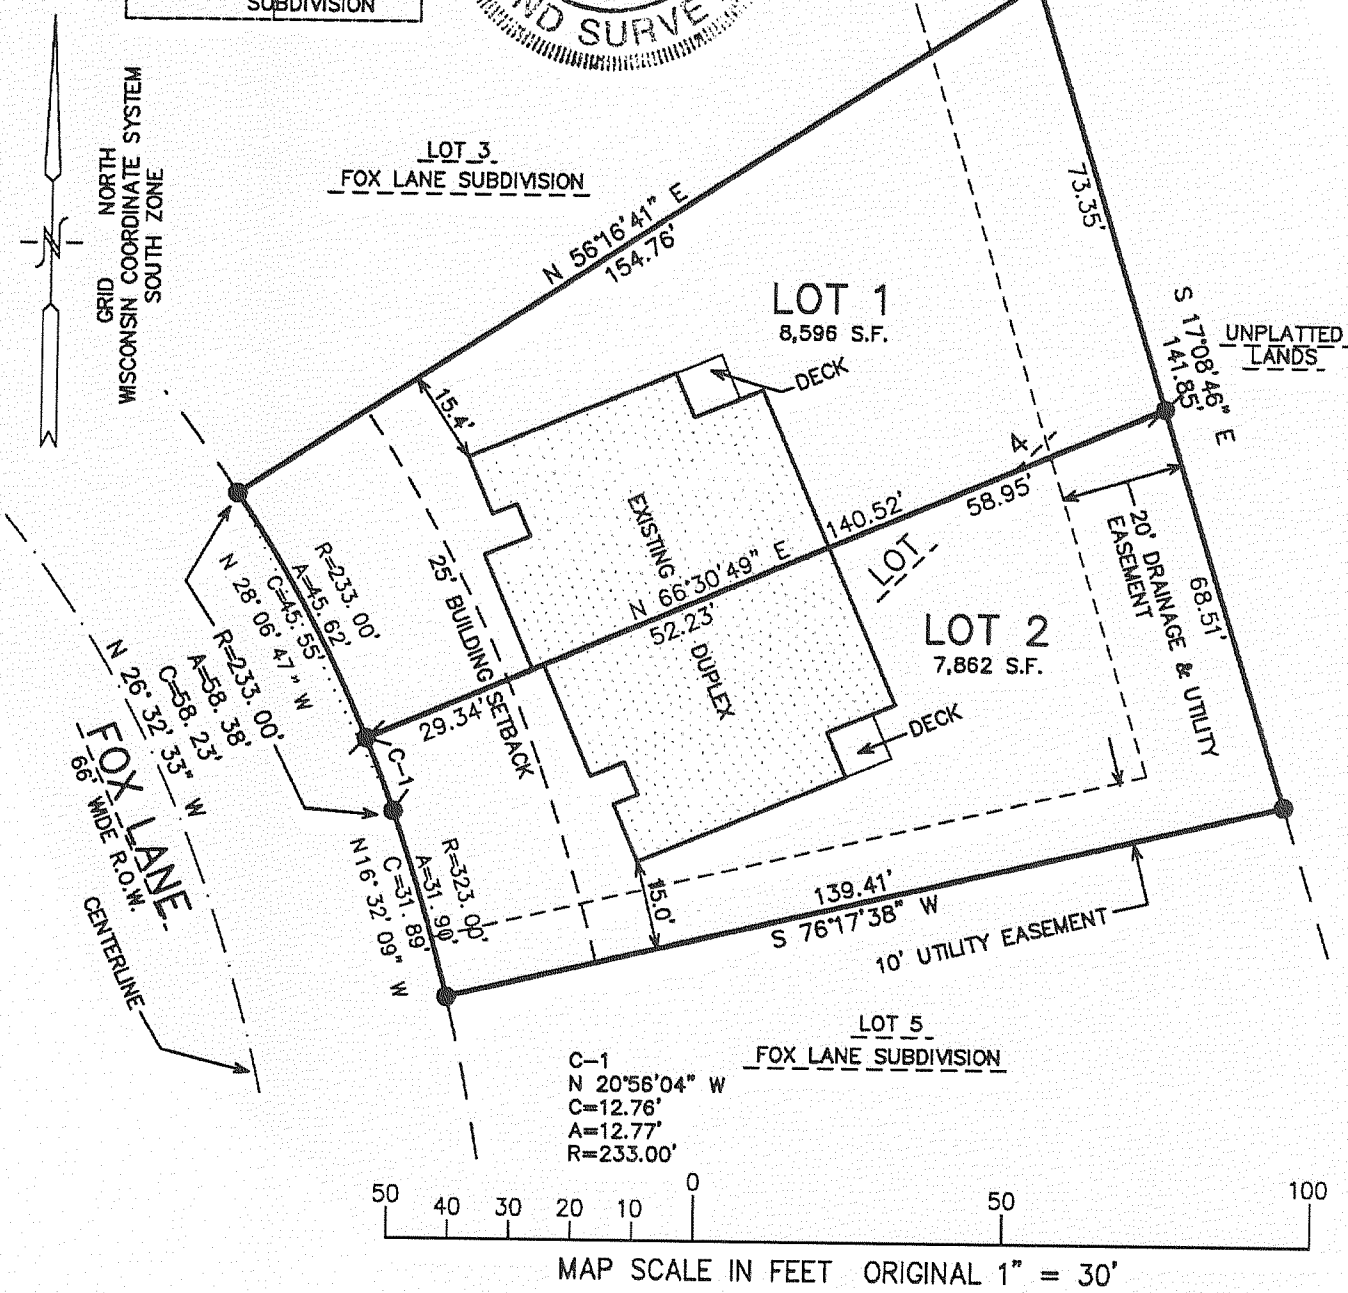 SUBDIVISION
ND SURVE
GRID NORTH
WISCONSIN COORDINATE SYSTEM
SOUTH ZONE
N
LOT 3
FOX LANE SUBDIVISION
N 56°16'41" E
154.76'
73.35'
LOT 1
8,596 S.F.
DECK
S 17°08'46" E
141.85'
UNPLATTED
LANDS
15.4'
EXISTING
DUPLEX
N 66°30'49" E
52.23'
140.52'
58.95'
LOT 4
20' DRAINAGE & UTILITY
EASEMENT
68.51'
25' BUILDING SETBACK
R=233.00'
A=45.62'
C=45.55'
N 28°06'47" W
R=233.00'
A=58.38'
C=58.23'
N 26°32'33" W
29.34'
C-1
LOT 2
7,862 S.F.
DECK
FOX LANE
66' WIDE R.O.W.
CENTERLINE
R=323.00'
A=31.90'
C=31.89'
N16°32'09" W
15.0'
139.41'
S 76°17'38" W
10' UTILITY EASEMENT
LOT 5
FOX LANE SUBDIVISION
C-1
N 20°56'04" W
C=12.76'
A=12.77'
R=233.00'
50 40 30 20 10 0 50 100
MAP SCALE IN FEET ORIGINAL 1" = 30'